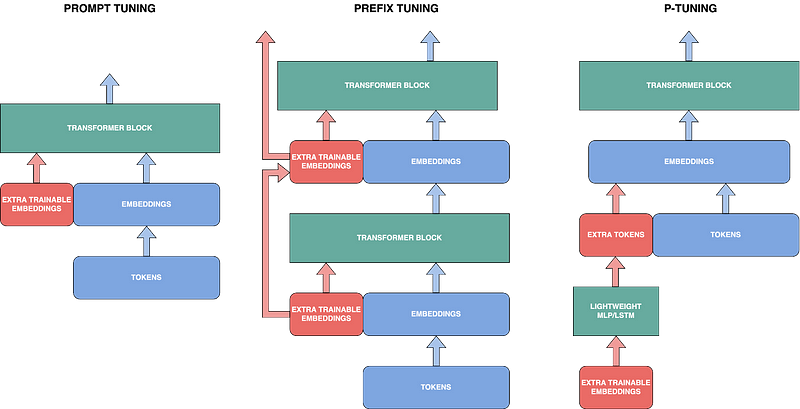 PROMPT TUNING
TRANSFORMER BLOCK
EXTRA TRAINABLE
EMBEDDINGS
EMBEDDINGS
TOKENS
PREFIX TUNING
TRANSFORMER BLOCK
EXTRA TRAINABLE
EMBEDDINGS
EMBEDDINGS
TRANSFORMER BLOCK
EXTRA TRAINABLE
EMBEDDINGS
EMBEDDINGS
TOKENS
P-TUNING
TRANSFORMER BLOCK
EMBEDDINGS
EXTRA TOKENS
TOKENS
LIGHTWEIGHT
MLP/LSTM
EXTRA TRAINABLE
EMBEDDINGS